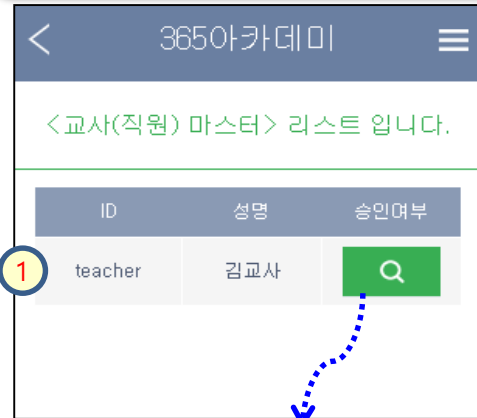 365아카데미
<교사(직원) 마스터> 리스트 입니다.
ID 성명 승인여부
1 teacher 김교사